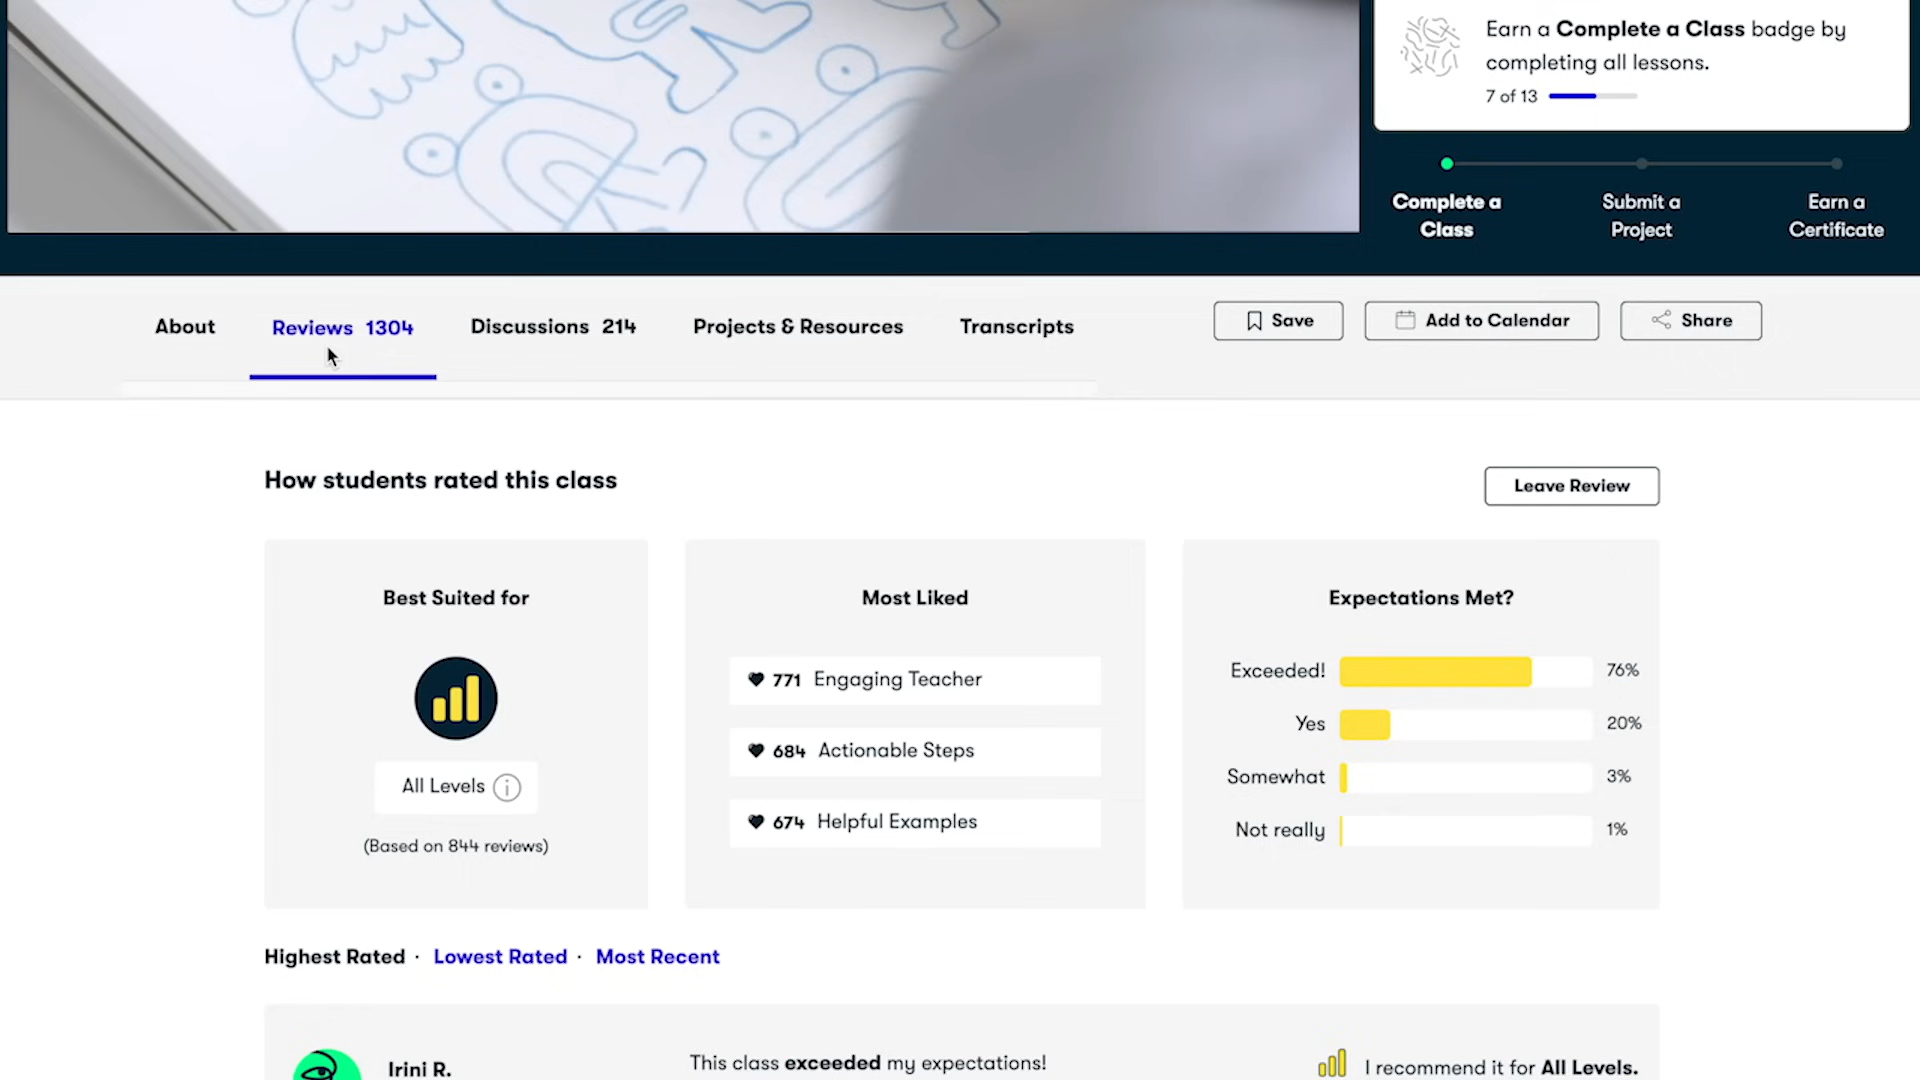 Earn a Complete a Class badge by
completing all lessons.
7 of 13
Complete a
Class
Submit a
Project
Earn a
Certificate
About
Reviews 1304
Discussions 214
Projects & Resources
Transcripts
Save
Add to Calendar
Share
How students rated this class
Leave Review
Best Suited for
All Levels
(Based on 844 reviews)
Most Liked
771 Engaging Teacher
684 Actionable Steps
674 Helpful Examples
Expectations Met?
Exceeded! 76%
Yes 20%
Somewhat 3%
Not really 1%
Highest Rated · Lowest Rated · Most Recent
Irini R.
This class exceeded my expectations!
I recommend it for All Levels.